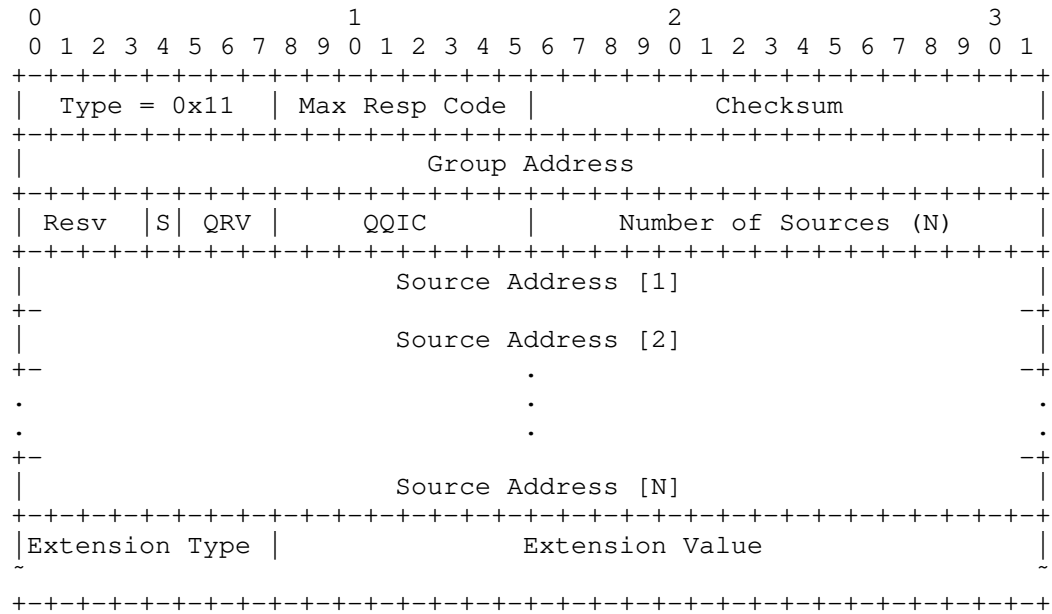 0                   1                   2                   3
 0 1 2 3 4 5 6 7 8 9 0 1 2 3 4 5 6 7 8 9 0 1 2 3 4 5 6 7 8 9 0 1
+-+-+-+-+-+-+-+-+-+-+-+-+-+-+-+-+-+-+-+-+-+-+-+-+-+-+-+-+-+-+-+-+
|  Type = 0x11  | Max Resp Code |           Checksum            |
+-+-+-+-+-+-+-+-+-+-+-+-+-+-+-+-+-+-+-+-+-+-+-+-+-+-+-+-+-+-+-+-+
|                         Group Address                         |
+-+-+-+-+-+-+-+-+-+-+-+-+-+-+-+-+-+-+-+-+-+-+-+-+-+-+-+-+-+-+-+-+
| Resv  |S| QRV |     QQIC      |     Number of Sources (N)     |
+-+-+-+-+-+-+-+-+-+-+-+-+-+-+-+-+-+-+-+-+-+-+-+-+-+-+-+-+-+-+-+-+
|                       Source Address [1]                      |
+-                                                             -+
|                       Source Address [2]                      |
+-                              .                              -+
.                               .                               .
.                               .                               .
+-                                                             -+
|                       Source Address [N]                      |
+-+-+-+-+-+-+-+-+-+-+-+-+-+-+-+-+-+-+-+-+-+-+-+-+-+-+-+-+-+-+-+-+
|Extension Type |               Extension Value                 |
~                                                               ~
+-+-+-+-+-+-+-+-+-+-+-+-+-+-+-+-+-+-+-+-+-+-+-+-+-+-+-+-+-+-+-+-+